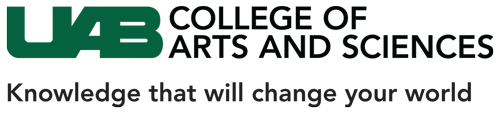 UAB COLLEGE OF
ARTS AND SCIENCES
Knowledge that will change your world